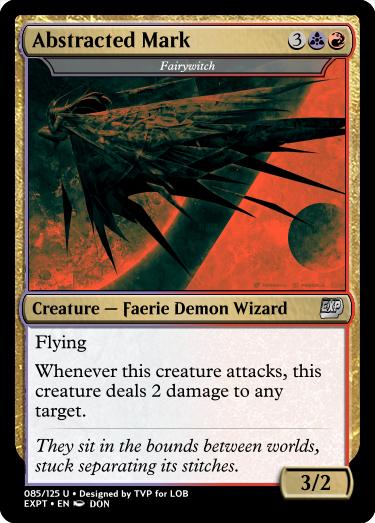 Abstracted Mark 3
Fairywitch
Creature — Faerie Demon Wizard EXP
Flying
Whenever this creature attacks, this
creature deals 2 damage to any
target.
They sit in the bounds between worlds,
stuck separating its stitches.
3/2
085/125 U • Designed by TVP for LOB
EXPT • EN DON